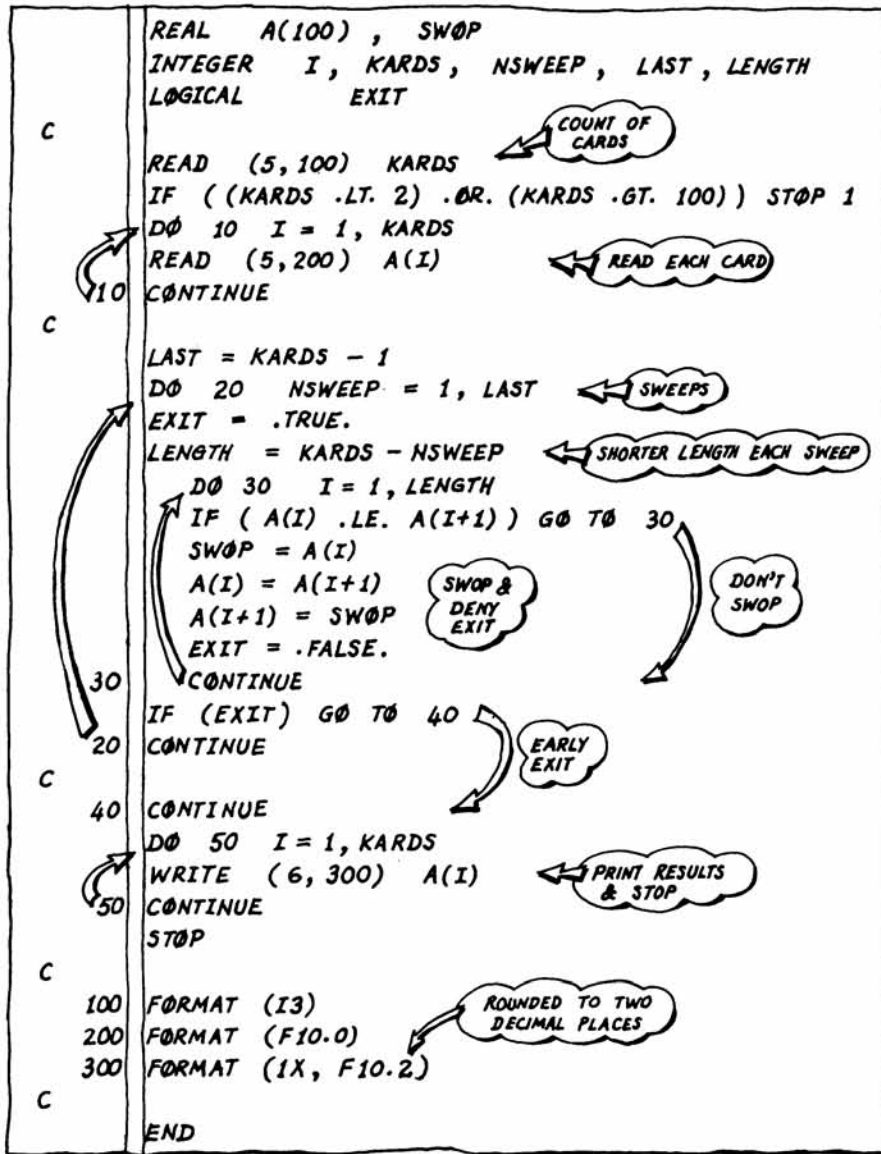 REAL A(100) , SWØP
INTEGER I, KARDS, NSWEEP, LAST, LENGTH
LØGICAL EXIT
C
COUNT OF
CARDS
READ (5,100) KARDS
IF ((KARDS .LT. 2) .ØR. (KARDS .GT. 100)) STØP 1
DØ 10 I = 1, KARDS
READ (5,200) A(I)
READ EACH CARD
10 CØNTINUE
C
LAST = KARDS - 1
DØ 20 NSWEEP = 1, LAST
SWEEPS
EXIT = .TRUE.
LENGTH = KARDS - NSWEEP
SHORTER LENGTH EACH SWEEP
DØ 30 I = 1, LENGTH
IF ( A(I) .LE. A(I+1) ) GØ TØ 30
SWØP = A(I)
A(I) = A(I+1)
A(I+1) = SWØP
EXIT = .FALSE.
SWOP &
DENY
EXIT
DON'T
SWOP
30 CØNTINUE
IF (EXIT) GØ TØ 40
20 CØNTINUE
EARLY
EXIT
C
40 CØNTINUE
DØ 50 I = 1, KARDS
WRITE (6,300) A(I)
PRINT RESULTS
& STOP
50 CØNTINUE
STØP
C
100 FØRMAT (I3)
200 FØRMAT (F10.0)
300 FØRMAT (1X, F10.2)
ROUNDED TO TWO
DECIMAL PLACES
C
END